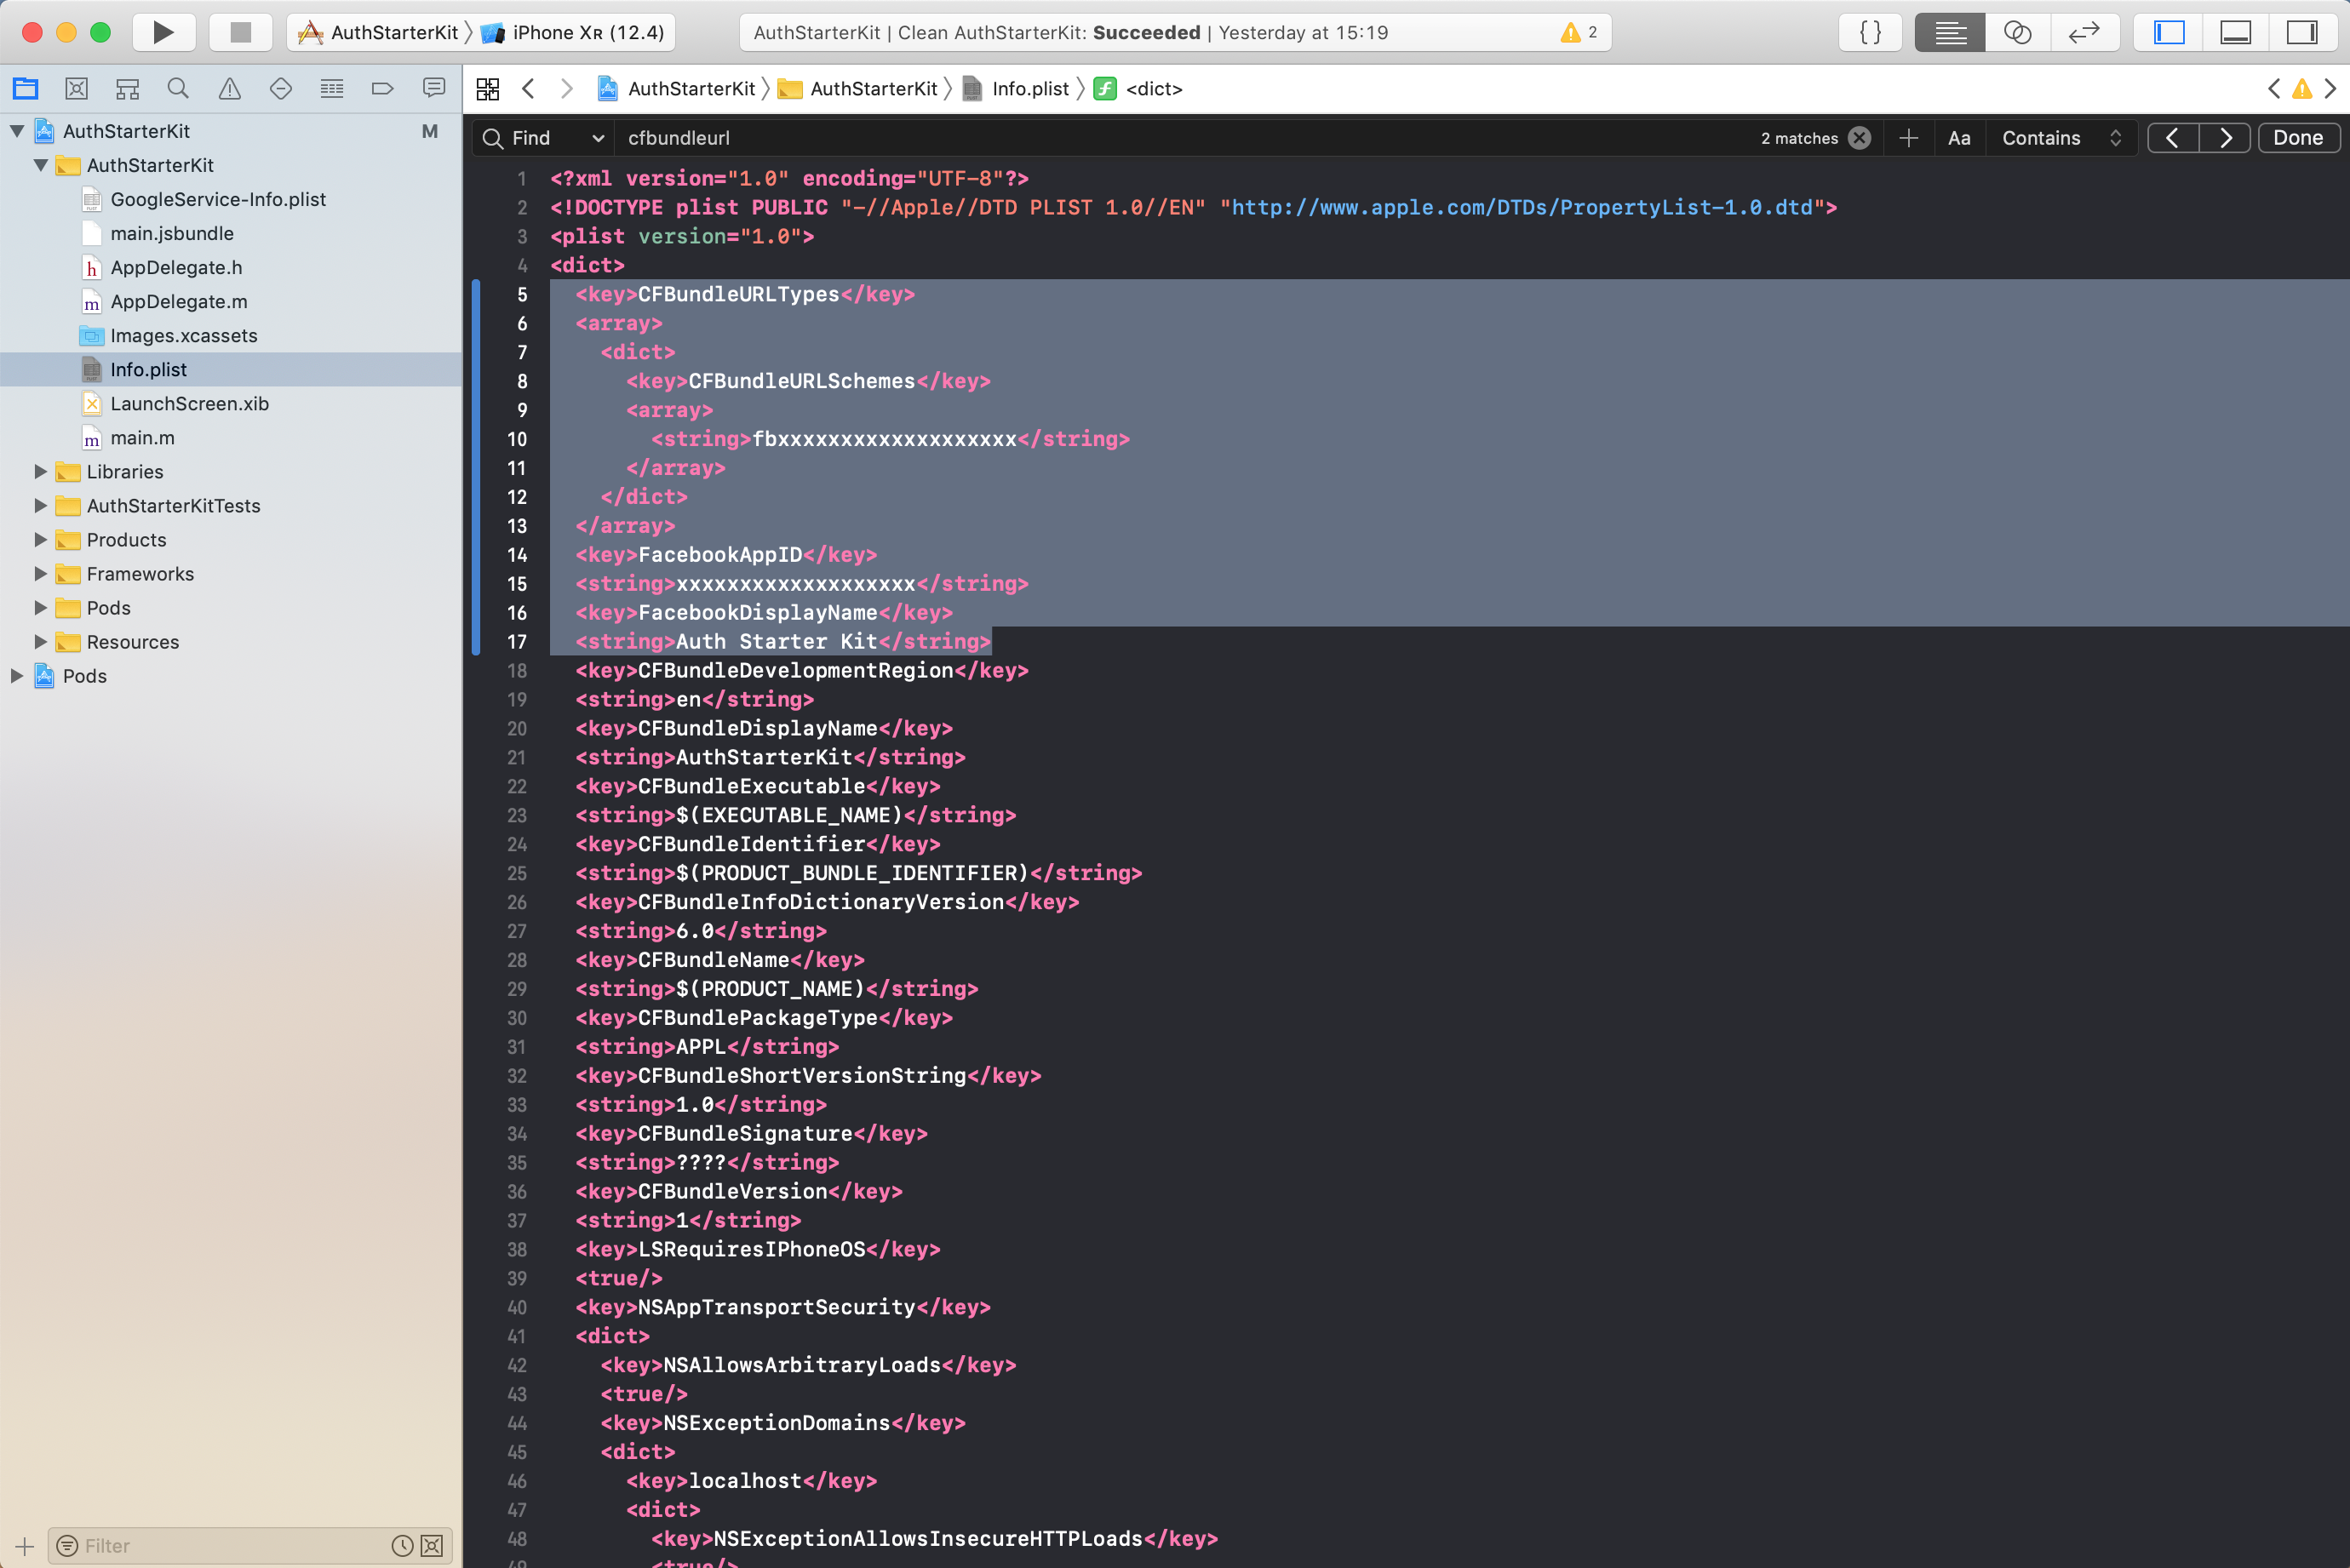 AuthStarterKit iPhone XR (12.4)
AuthStarterKit | Clean AuthStarterKit: Succeeded | Yesterday at 15:19
2
{ }
AuthStarterKit M
AuthStarterKit
GoogleService-Info.plist
main.jsbundle
h AppDelegate.h
m AppDelegate.m
Images.xcassets
Info.plist
LaunchScreen.xib
m main.m
Libraries
AuthStarterKitTests
Products
Frameworks
Pods
Resources
Pods
Filter
AuthStarterKit AuthStarterKit Info.plist f <dict>
Find cfbundleurl 2 matches Aa Contains Done
1 <?xml version="1.0" encoding="UTF-8"?>
2 <!DOCTYPE plist PUBLIC "-//Apple//DTD PLIST 1.0//EN" "http://www.apple.com/DTDs/PropertyList-1.0.dtd">
3 <plist version="1.0">
4 <dict>
5 <key>CFBundleURLTypes</key>
6 <array>
7 <dict>
8 <key>CFBundleURLSchemes</key>
9 <array>
10 <string>fbxxxxxxxxxxxxxxxxxxx</string>
11 </array>
12 </dict>
13 </array>
14 <key>FacebookAppID</key>
15 <string>xxxxxxxxxxxxxxxxxxx</string>
16 <key>FacebookDisplayName</key>
17 <string>Auth Starter Kit</string>
18 <key>CFBundleDevelopmentRegion</key>
19 <string>en</string>
20 <key>CFBundleDisplayName</key>
21 <string>AuthStarterKit</string>
22 <key>CFBundleExecutable</key>
23 <string>$(EXECUTABLE_NAME)</string>
24 <key>CFBundleIdentifier</key>
25 <string>$(PRODUCT_BUNDLE_IDENTIFIER)</string>
26 <key>CFBundleInfoDictionaryVersion</key>
27 <string>6.0</string>
28 <key>CFBundleName</key>
29 <string>$(PRODUCT_NAME)</string>
30 <key>CFBundlePackageType</key>
31 <string>APPL</string>
32 <key>CFBundleShortVersionString</key>
33 <string>1.0</string>
34 <key>CFBundleSignature</key>
35 <string>????</string>
36 <key>CFBundleVersion</key>
37 <string>1</string>
38 <key>LSRequiresIPhoneOS</key>
39 <true/>
40 <key>NSAppTransportSecurity</key>
41 <dict>
42 <key>NSAllowsArbitraryLoads</key>
43 <true/>
44 <key>NSExceptionDomains</key>
45 <dict>
46 <key>localhost</key>
47 <dict>
48 <key>NSExceptionAllowsInsecureHTTPLoads</key>
49 <true/>